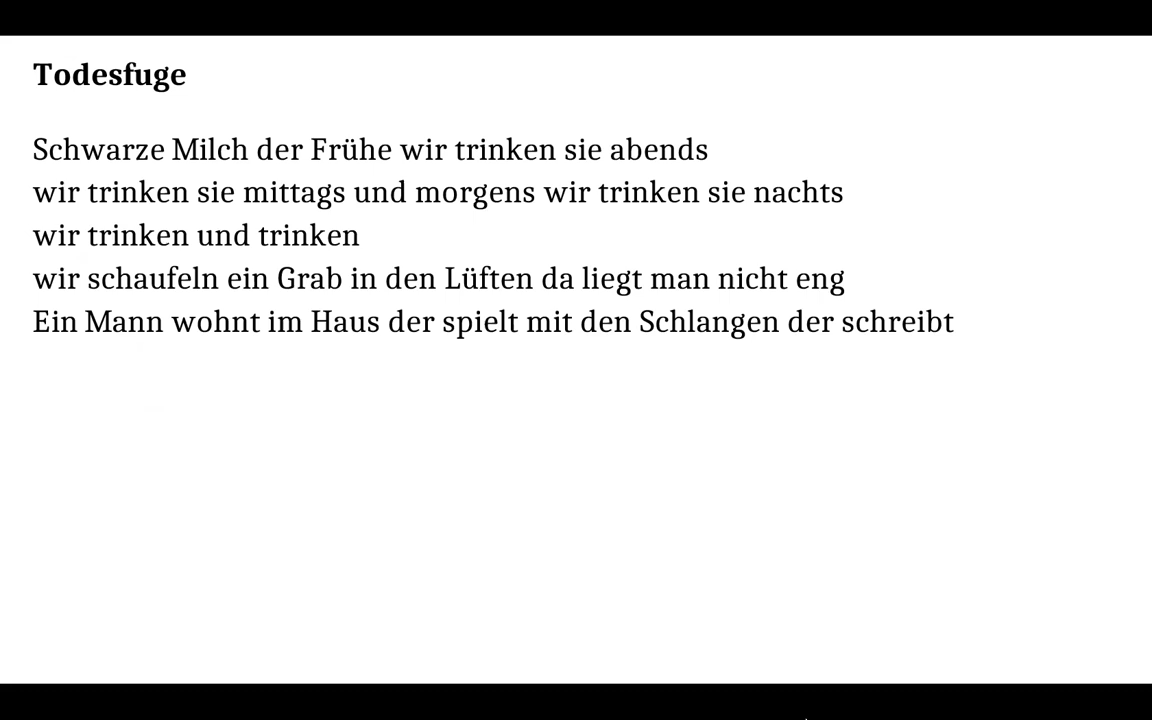 Todesfuge
Schwarze Milch der Frühe wir trinken sie abends
wir trinken sie mittags und morgens wir trinken sie nachts
wir trinken und trinken
wir schaufeln ein Grab in den Lüften da liegt man nicht eng
Ein Mann wohnt im Haus der spielt mit den Schlangen der schreibt